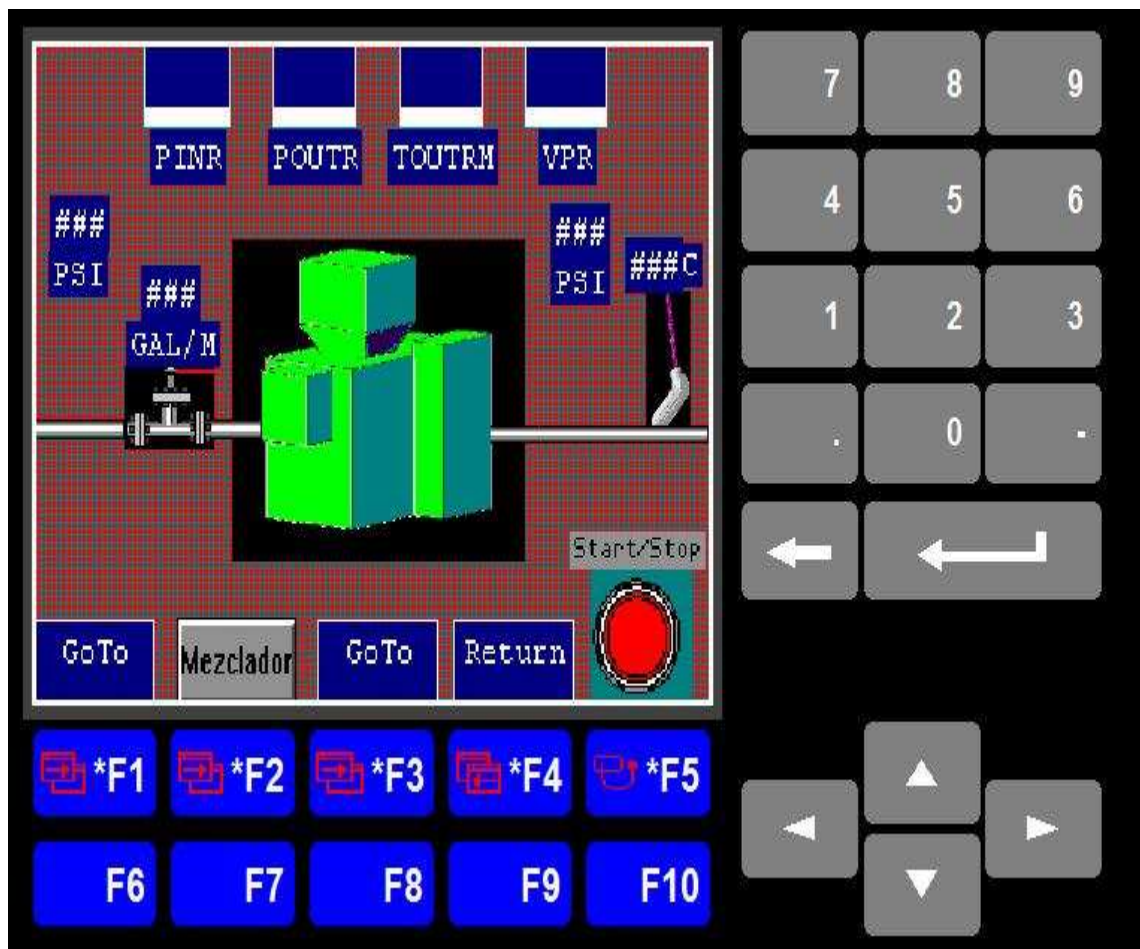 PINR POUTR TOUTRM VPR
###
PSI
###
GAL/M
###
PSI
###C
Start/Stop
GoTo Mezclador GoTo Return
*F1 *F2 *F3 *F4 *F5
F6 F7 F8 F9 F10
7 8 9
4 5 6
1 2 3
. 0 -